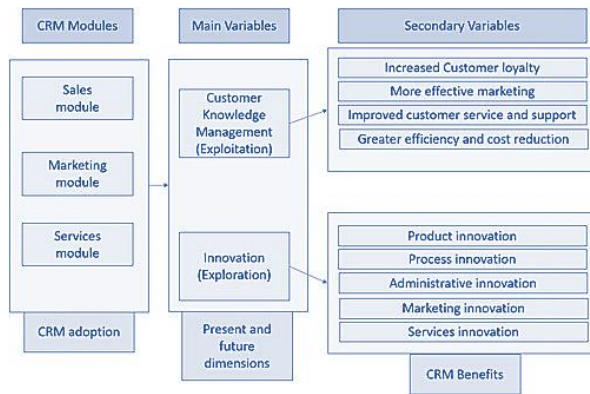 CRM Modules
Main Variables
Secondary Variables
Sales
module
Marketing
module
Services
module
CRM adoption
Customer
Knowledge
Management
(Exploitation)
Innovation
(Exploration)
Present and
future
dimensions
Increased Customer loyalty
More effective marketing
Improved customer service and support
Greater efficiency and cost reduction
Product innovation
Process innovation
Administrative innovation
Marketing innovation
Services innovation
CRM Benefits